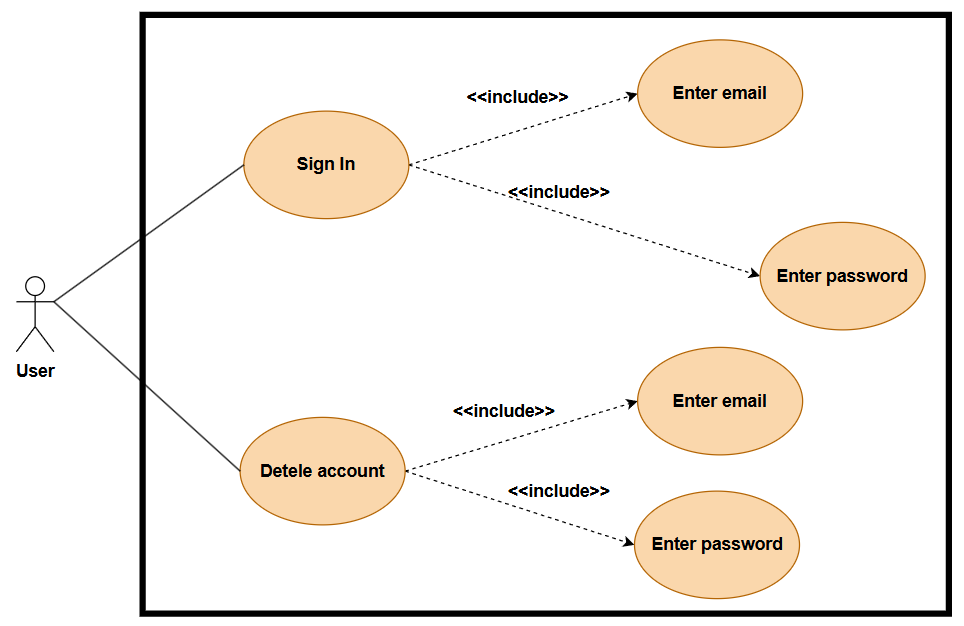 <<include>>
Enter email
Sign In
<<include>>
Enter password
User
<<include>>
Enter email
Detele account
<<include>>
Enter password